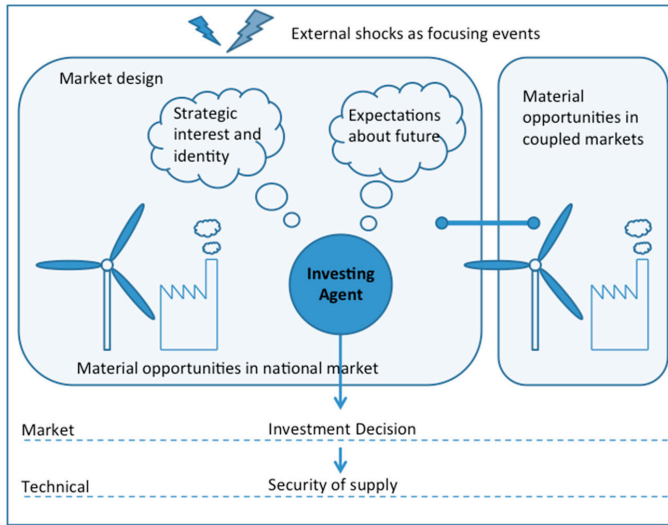 External shocks as focusing events
Market design
Strategic
interest and
identity
Expectations
about future
Material
opportunities in
coupled markets
Investing
Agent
Material opportunities in national market
Market
Investment Decision
Technical
Security of supply